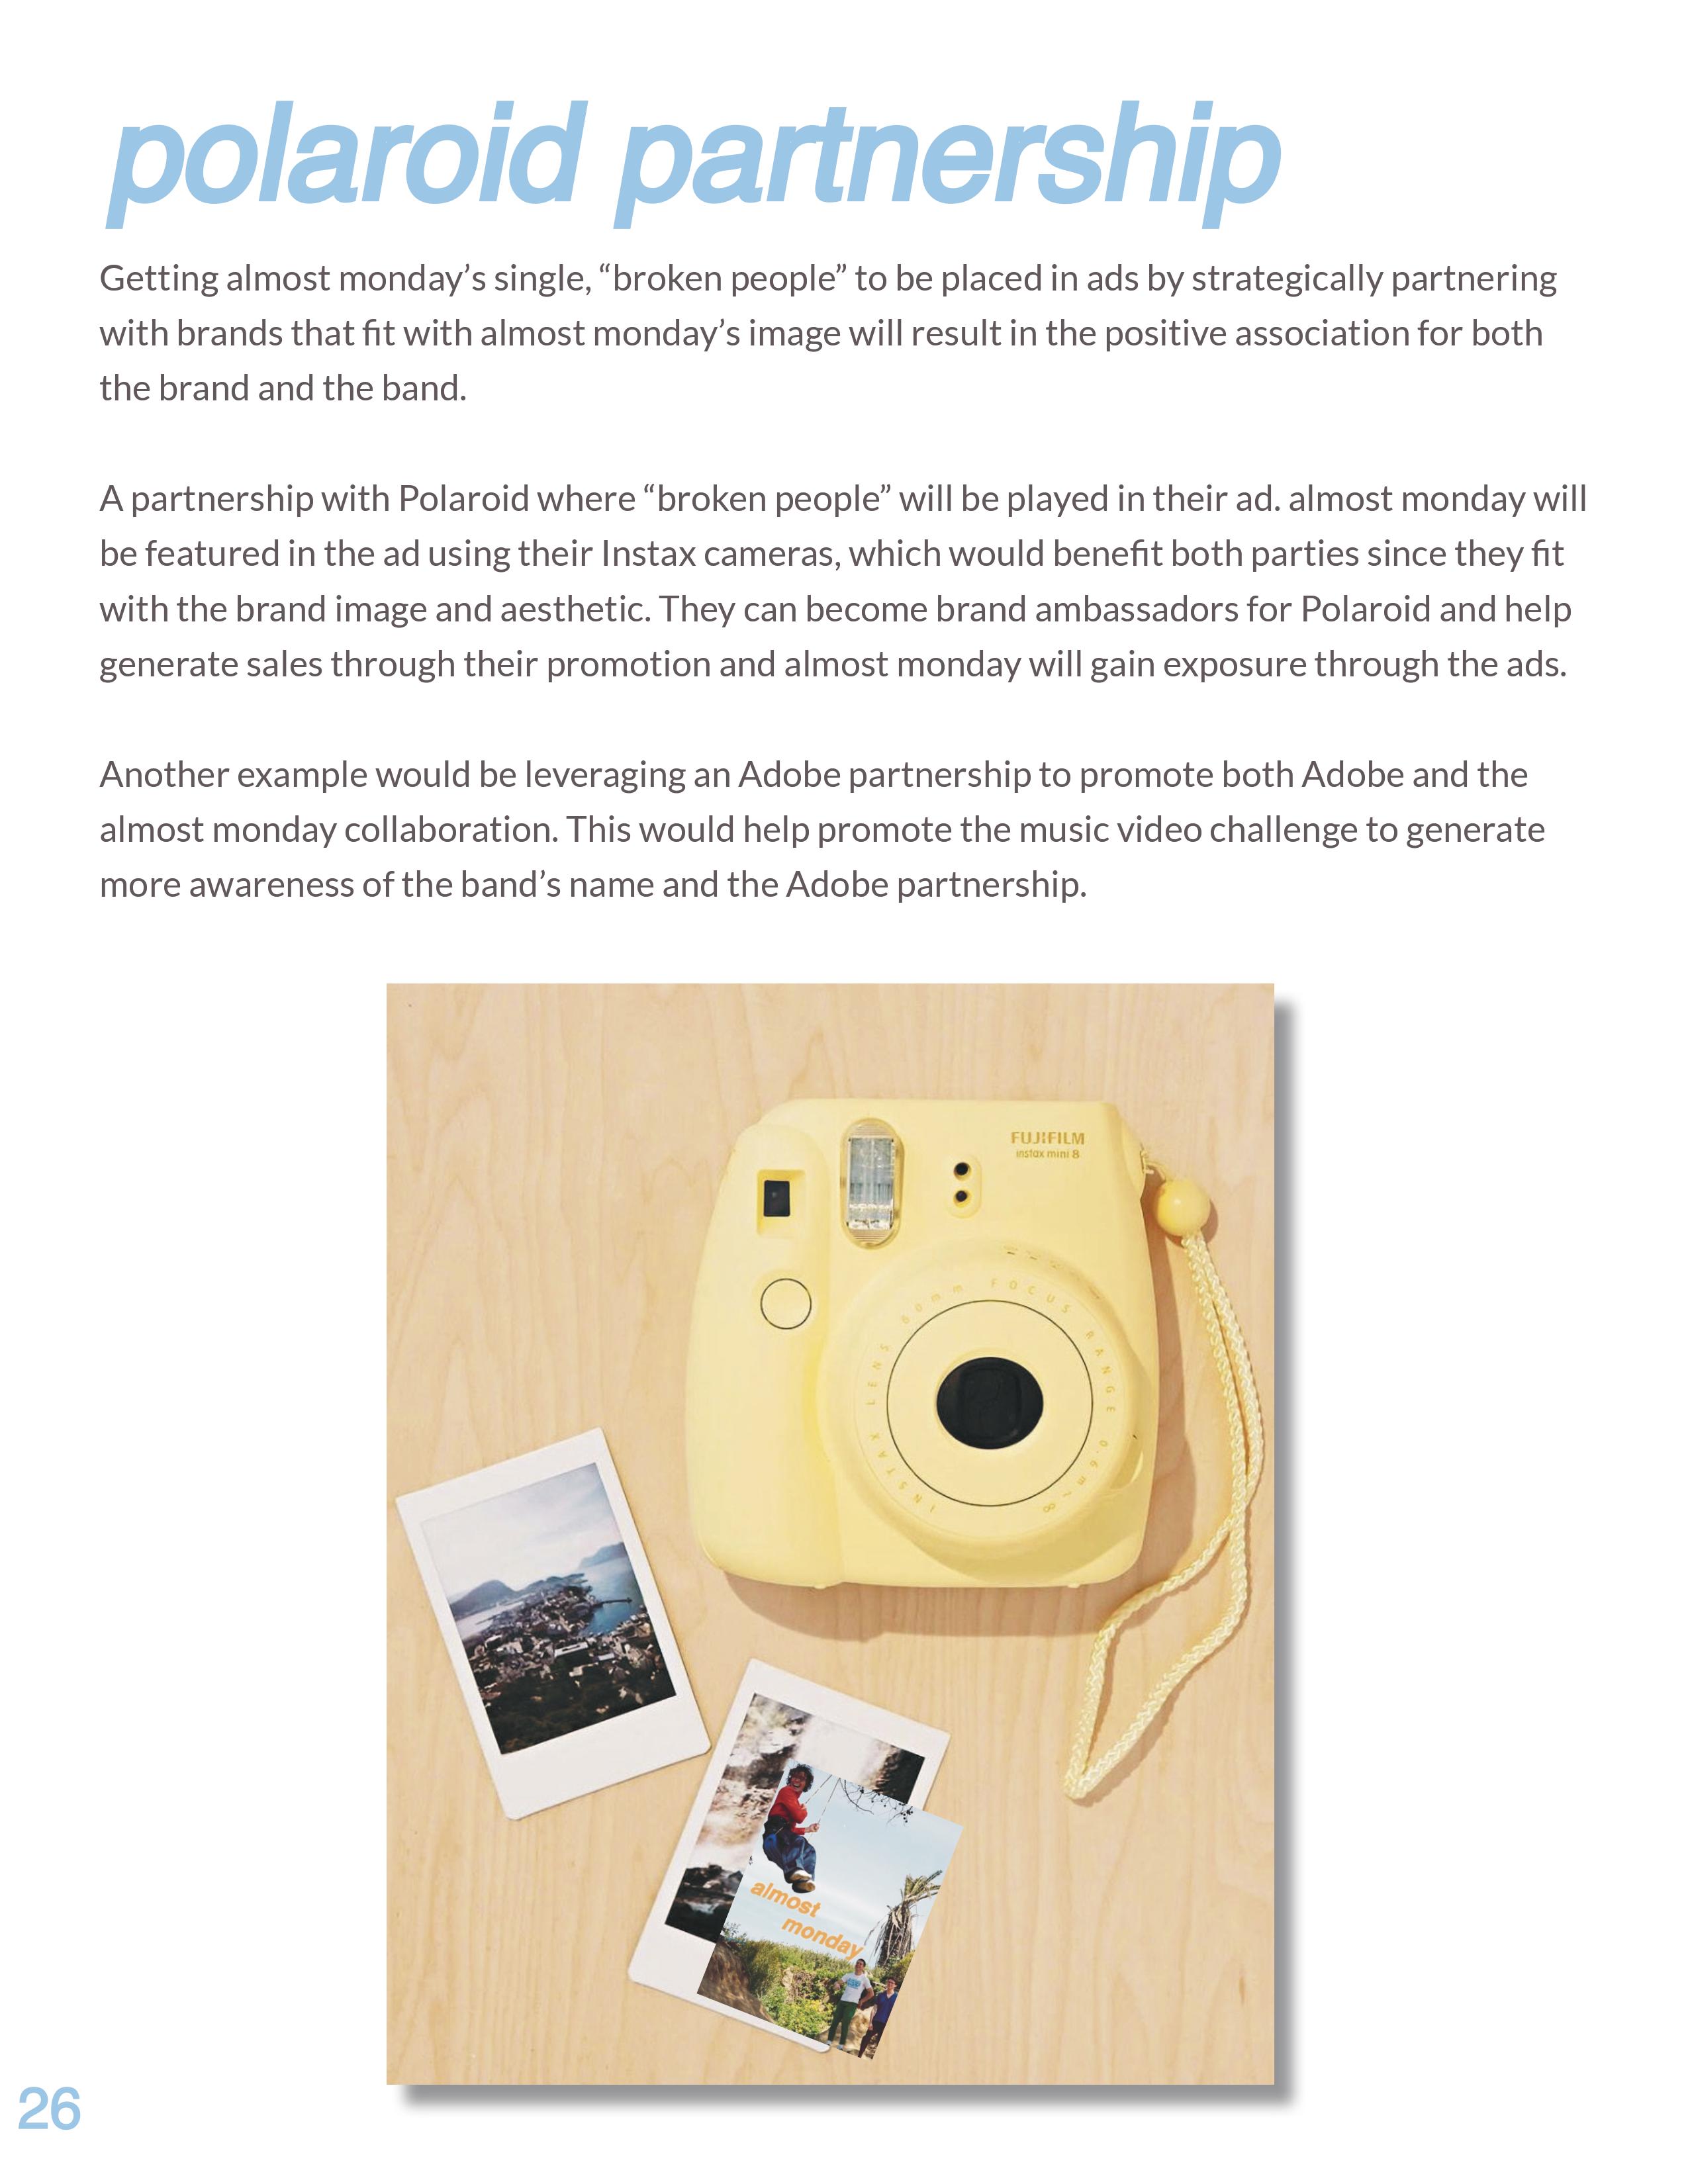 polaroid partnership
Getting almost monday’s single, “broken people” to be placed in ads by strategically partnering
with brands that fit with almost monday’s image will result in the positive association for both
the brand and the band.
A partnership with Polaroid where “broken people” will be played in their ad. almost monday will
be featured in the ad using their Instax cameras, which would benefit both parties since they fit
with the brand image and aesthetic. They can become brand ambassadors for Polaroid and help
generate sales through their promotion and almost monday will gain exposure through the ads.
Another example would be leveraging an Adobe partnership to promote both Adobe and the
almost monday collaboration. This would help promote the music video challenge to generate
more awareness of the band’s name and the Adobe partnership.
FUJIFILM
instax mini 8
INSTAX LENS 60mm FOCUS RANGE 0.6m~∞
almost
monday
26